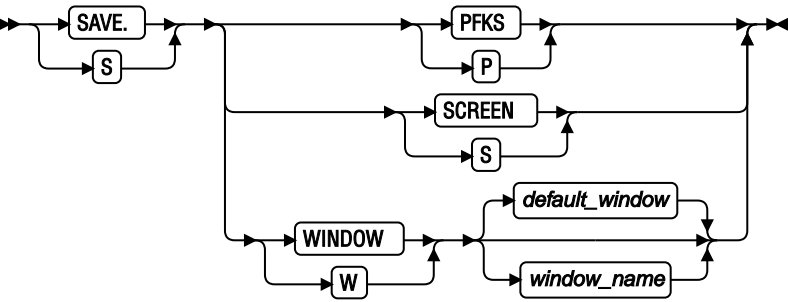 SAVE. PFKS
S P
SCREEN
S
default_window
WINDOW
W window_name